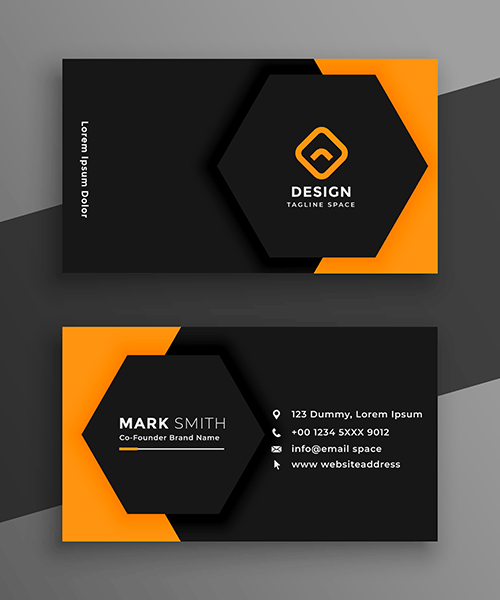 Lorem Ipsum Dolor
DESIGN
TAGLINE SPACE
MARK SMITH
Co-Founder Brand Name
123 Dummy, Lorem Ipsum
+00 1234 5XXX 9012
info@email space
www websiteaddress